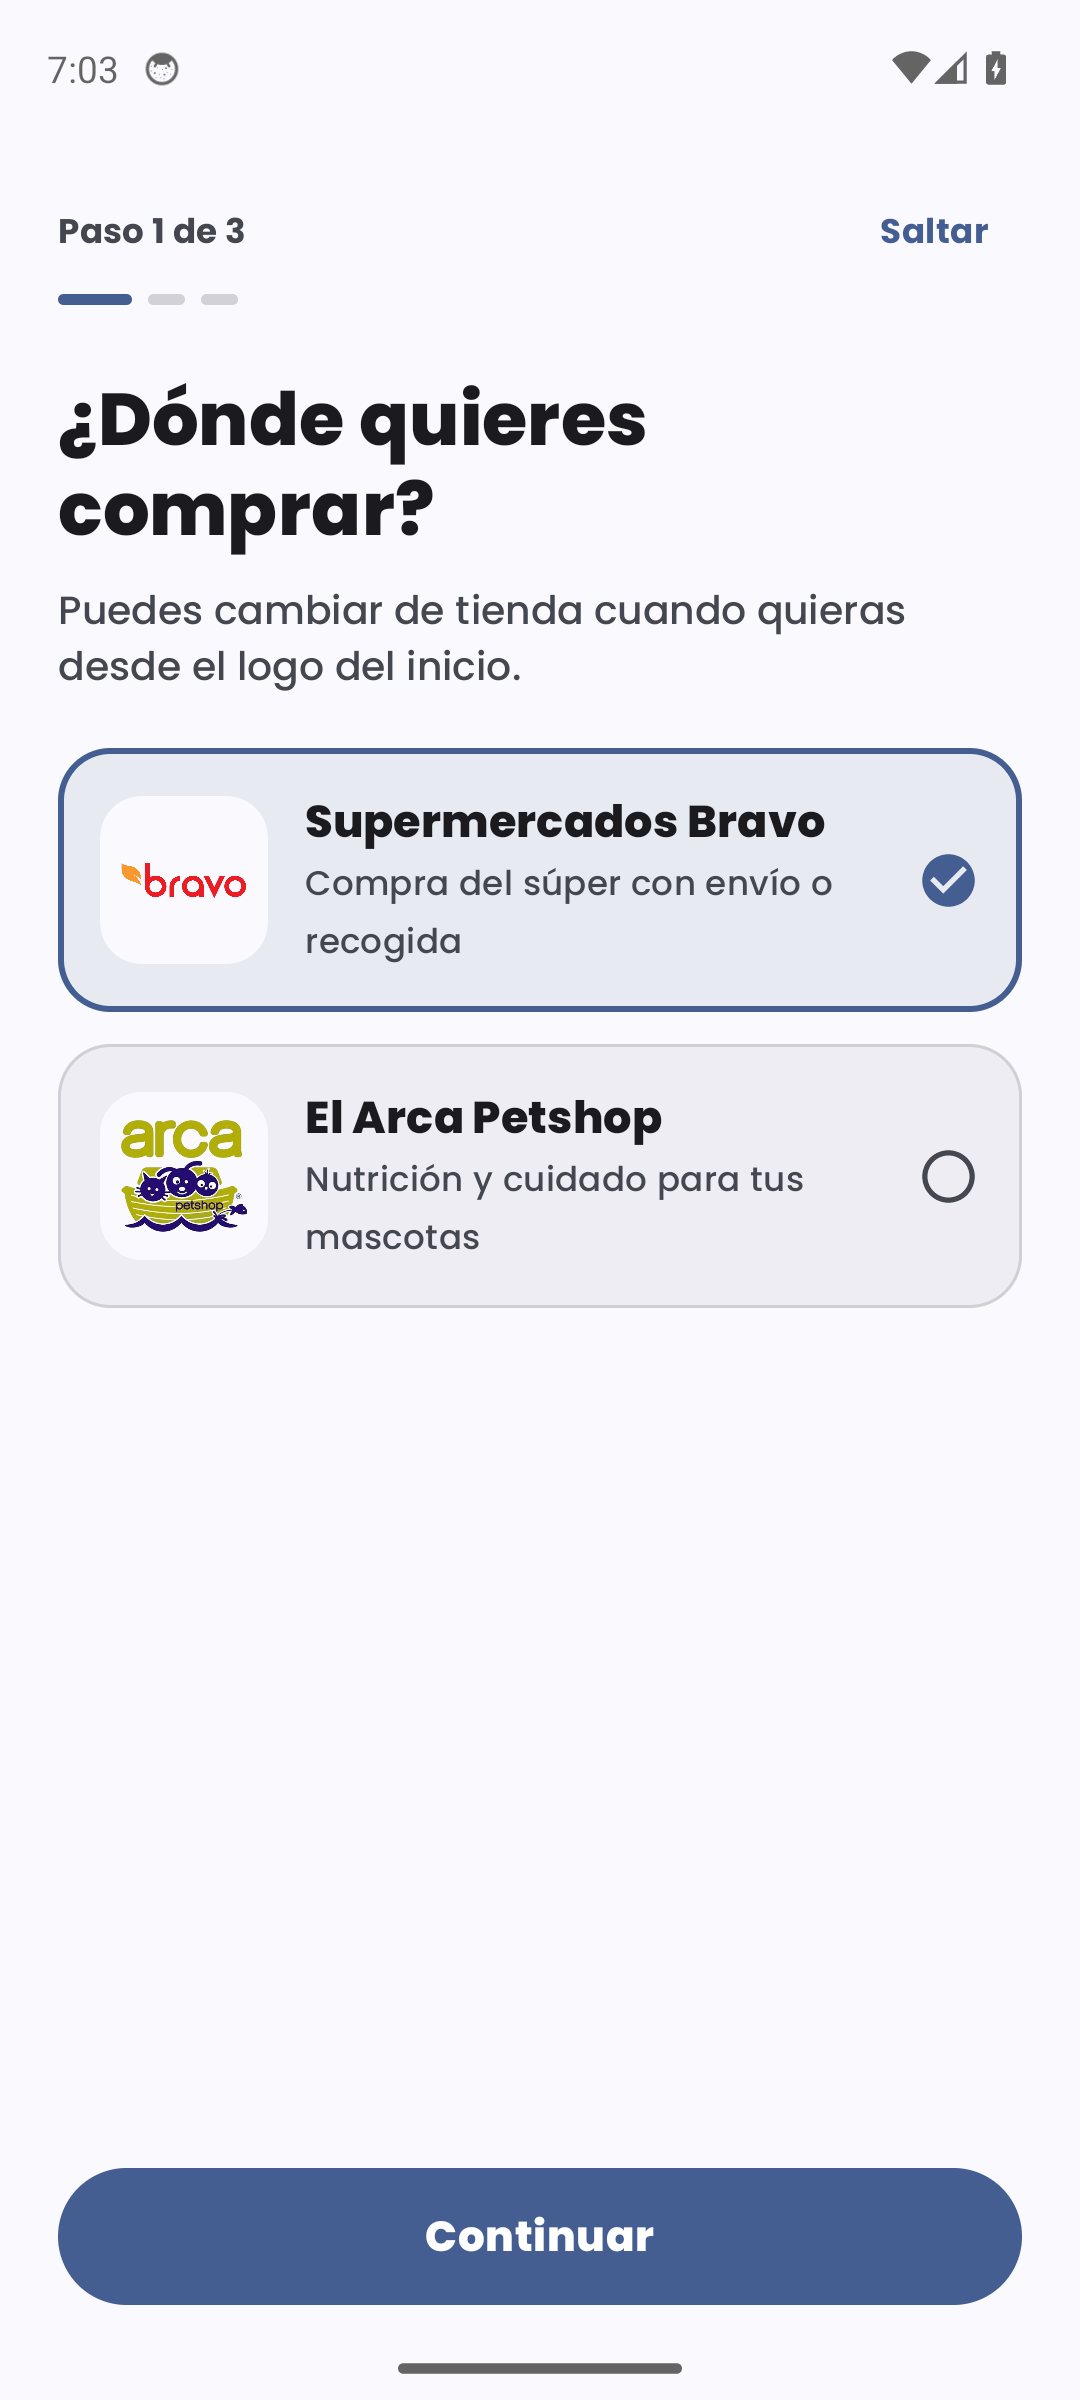 7:03
Paso 1 de 3
Saltar
¿Dónde quieres
comprar?
Puedes cambiar de tienda cuando quieras
desde el logo del inicio.
bravo
Supermercados Bravo
Compra del súper con envío o
recogida
arca
petshop
El Arca Petshop
Nutrición y cuidado para tus
mascotas
Continuar